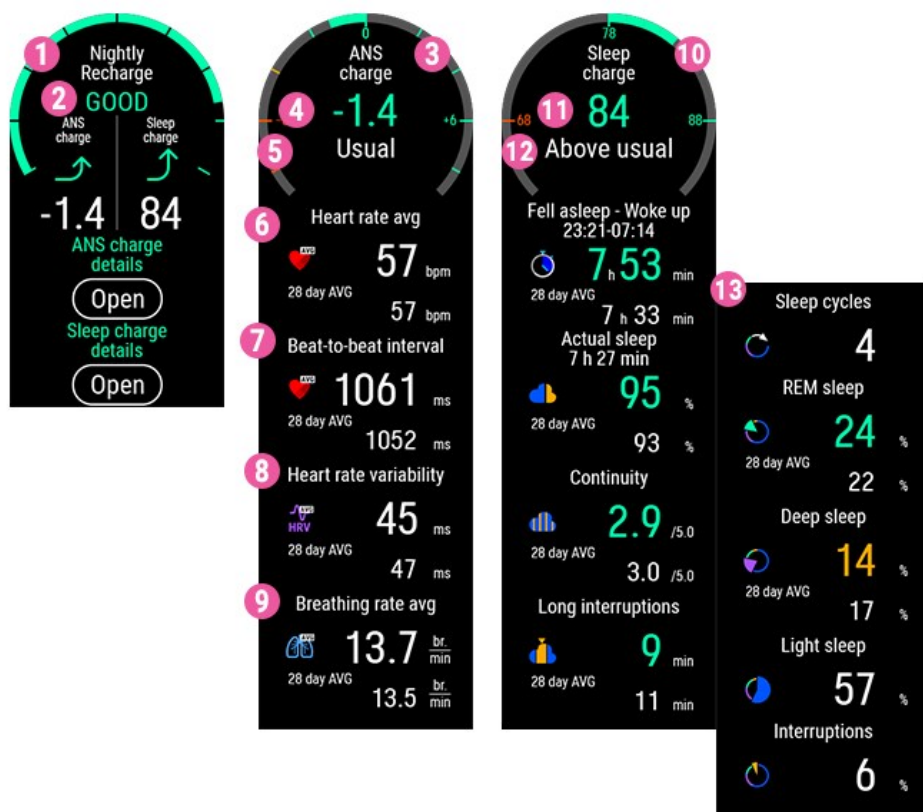 1
Nightly
Recharge
2
GOOD
ANS
charge
Sleep
charge
-1.4
84
ANS charge
details
Open
Sleep charge
details
Open
0
3
ANS
charge
4
-1.4
+6
5
Usual
6
Heart rate avg
AVG
57 bpm
28 day AVG
57 bpm
7
Beat-to-beat interval
AVG
1061 ms
28 day AVG
1052 ms
8
Heart rate variability
AVG
HRV
45 ms
28 day AVG
47 ms
9
Breathing rate avg
AVG
13.7 br. min
28 day AVG
13.5 br. min
78
10
Sleep
charge
68
11
84
88
12
Above usual
Fell asleep - Woke up
23:21-07:14
7 h 53 min
28 day AVG
7 h 33 min
Actual sleep
7 h 27 min
95 %
28 day AVG
93 %
Continuity
2.9 /5.0
28 day AVG
3.0 /5.0
Long interruptions
9 min
28 day AVG
11 min
13
Sleep cycles
4
REM sleep
24 %
28 day AVG
22 %
Deep sleep
14 %
28 day AVG
17 %
Light sleep
57 %
Interruptions
6 %